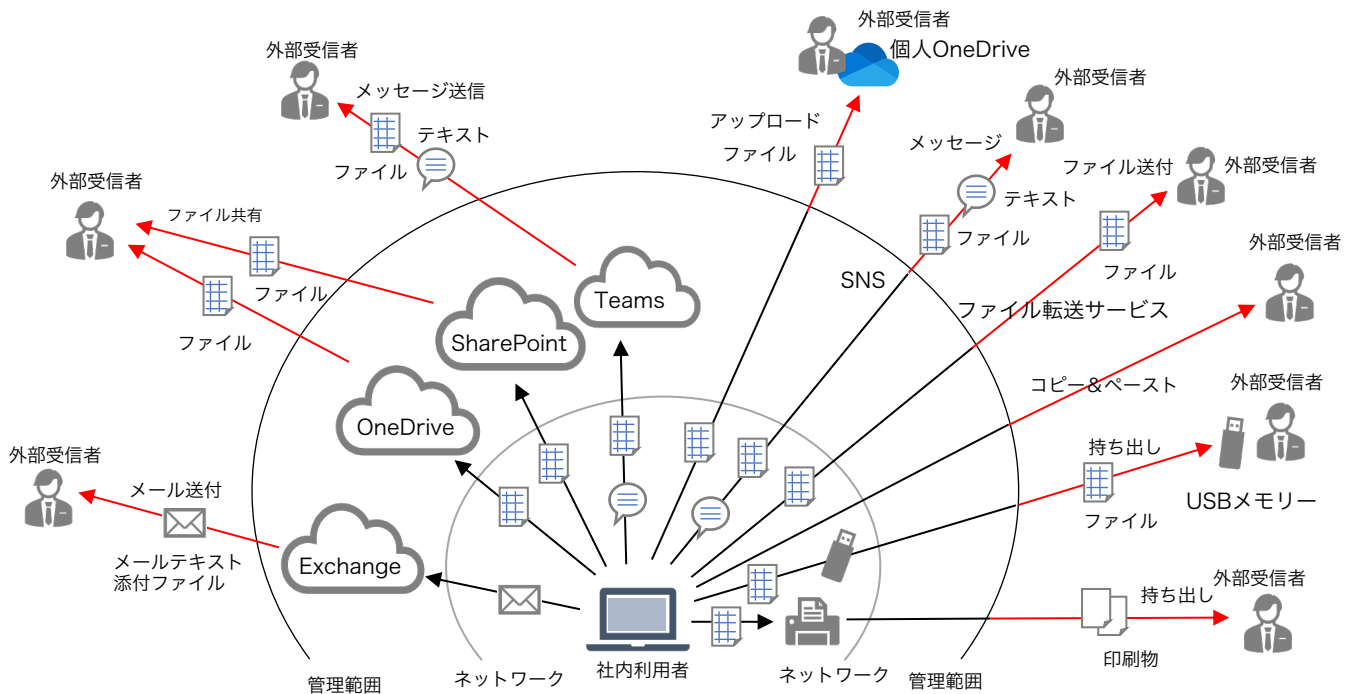 外部受信者
個人OneDrive
外部受信者
メッセージ送信
テキスト
ファイル
外部受信者
ファイル共有
ファイル
ファイル
アップロード
ファイル
外部受信者
メッセージ
テキスト
ファイル
SNS
ファイル送付
外部受信者
ファイル
ファイル転送サービス
外部受信者
コピー＆ペースト
Teams
SharePoint
OneDrive
Exchange
外部受信者
メール送付
メールテキスト
添付ファイル
外部受信者
持ち出し
ファイル
USBメモリー
外部受信者
持ち出し
印刷物
社内利用者
ネットワーク
ネットワーク
管理範囲
管理範囲